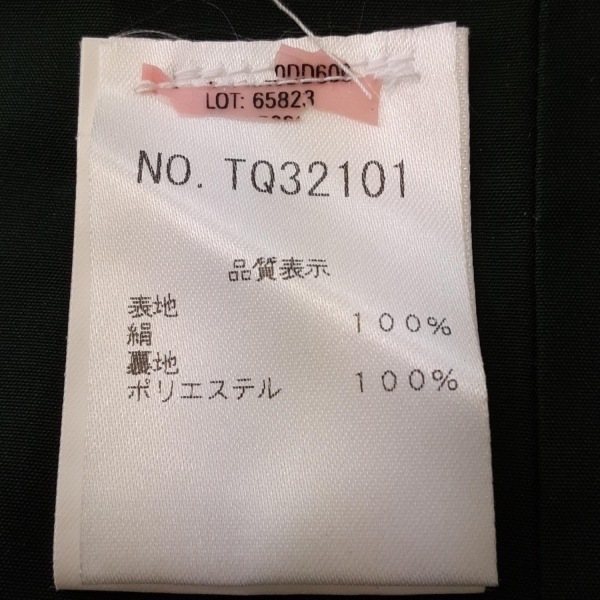 0DD600
LOT: 65823
NO. TQ32101
品質表示
表地
絹 100%
裏地
ポリエステル 100%